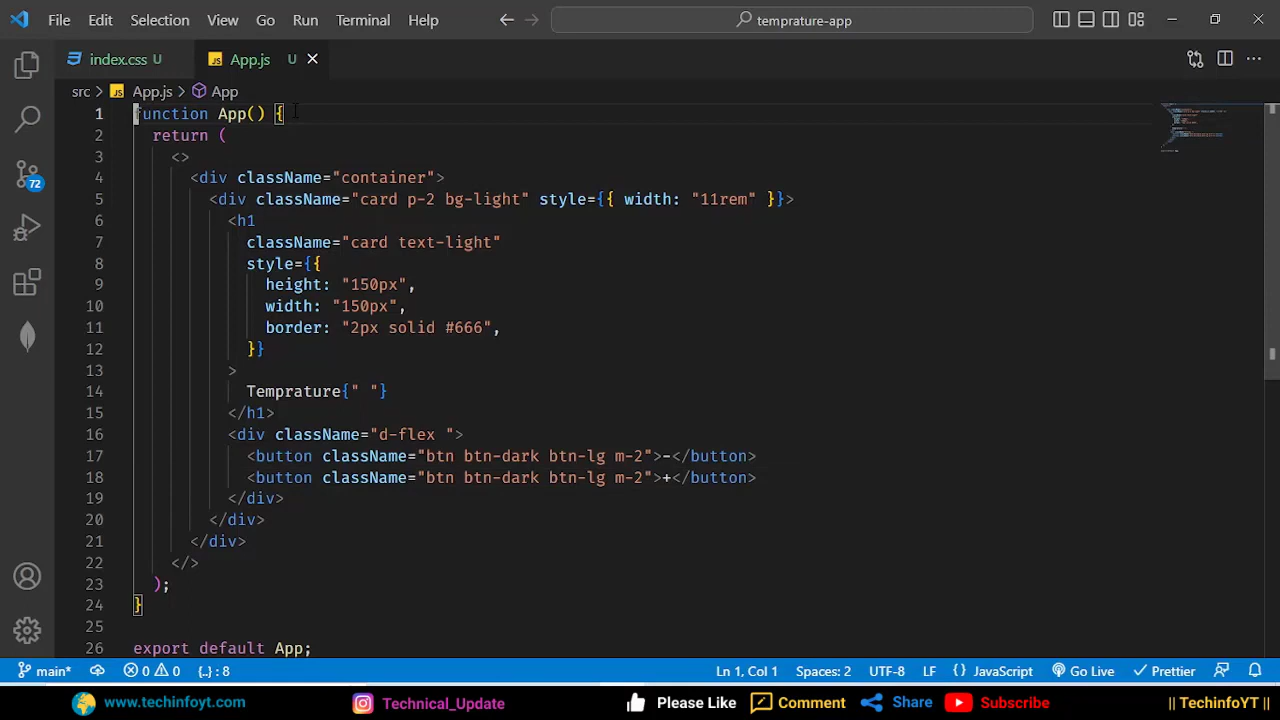 File Edit Selection View Go Run Terminal Help temprature-app
index.css U App.js U
src > App.js > App
1 function App() {
2 return (
3 <>
4 <div className="container">
5 <div className="card p-2 bg-light" style={{ width: "11rem" }}>
6 <h1
7 className="card text-light"
8 style={{
9 height: "150px",
10 width: "150px",
11 border: "2px solid #666",
12 }}
13 >
14 Temprature{" "}
15 </h1>
16 <div className="d-flex ">
17 <button className="btn btn-dark btn-lg m-2">-</button>
18 <button className="btn btn-dark btn-lg m-2">+</button>
19 </div>
20 </div>
21 </div>
22 </>
23 );
24 }
25
26 export default App;
72
main* 0 0 {..} : 8 Ln 1, Col 1 Spaces: 2 UTF-8 LF {} JavaScript Go Live Prettier
www.techinfoyt.com Technical_Update Please Like Comment Share Subscribe || TechinfoYT ||